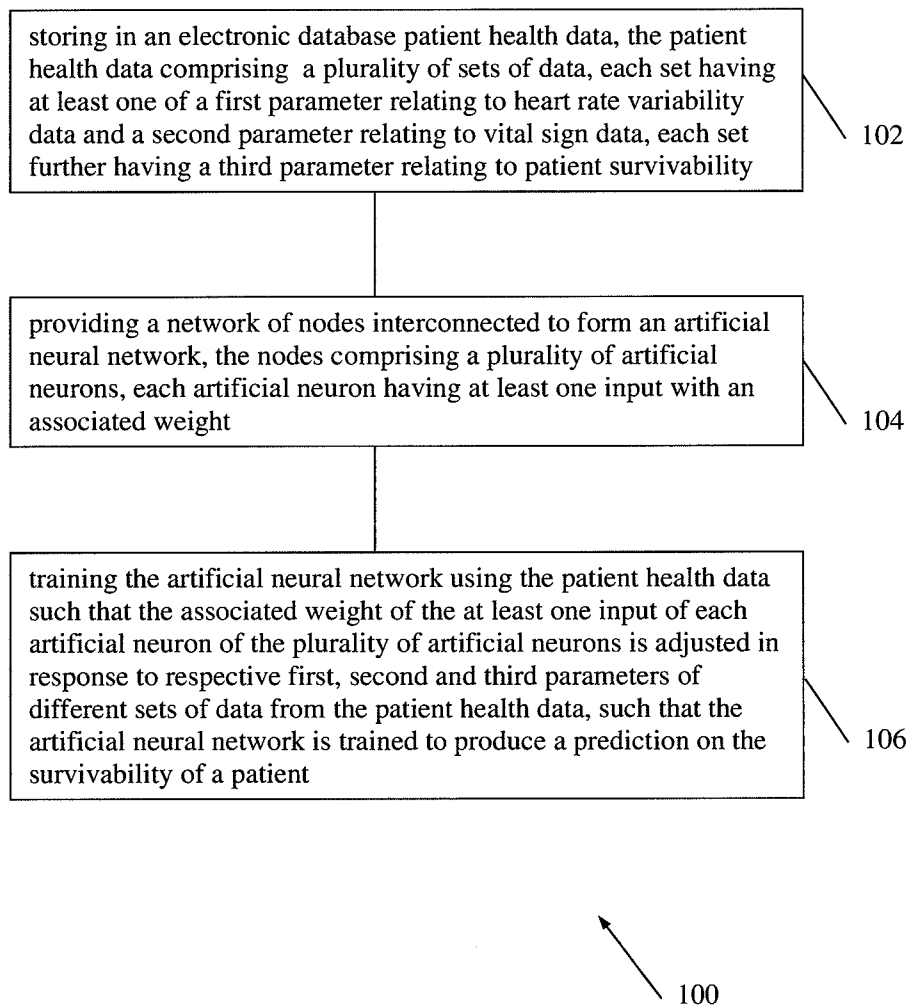 storing in an electronic database patient health data, the patient
health data comprising a plurality of sets of data, each set having
at least one of a first parameter relating to heart rate variability
data and a second parameter relating to vital sign data, each set
further having a third parameter relating to patient survivability
102
providing a network of nodes interconnected to form an artificial
neural network, the nodes comprising a plurality of artificial
neurons, each artificial neuron having at least one input with an
associated weight
104
training the artificial neural network using the patient health data
such that the associated weight of the at least one input of each
artificial neuron of the plurality of artificial neurons is adjusted in
response to respective first, second and third parameters of
different sets of data from the patient health data, such that the
artificial neural network is trained to produce a prediction on the
survivability of a patient
106
100